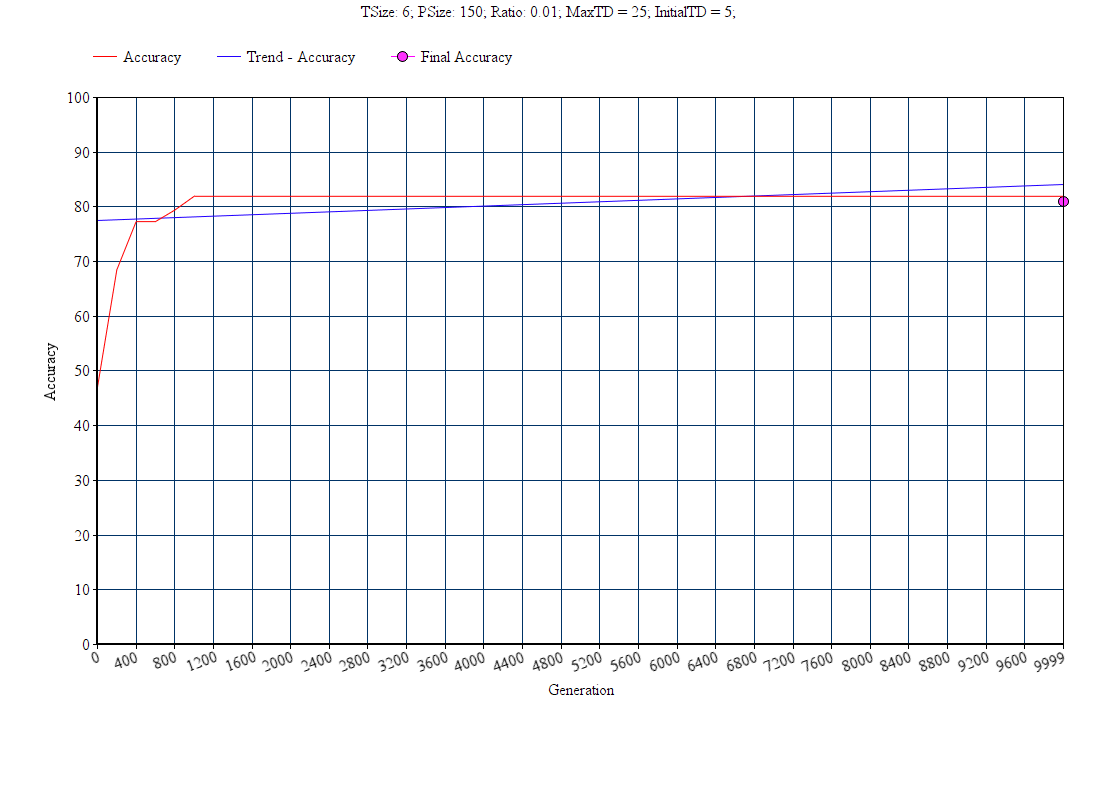 TSize: 6; PSize: 150; Ratio: 0.01; MaxTD = 25; InitialTD = 5;
Accuracy Trend - Accuracy Final Accuracy
100
90
80
70
60
50
40
30
20
10
0
Accuracy
0 400 800 1200 1600 2000 2400 2800 3200 3600 4000 4400 4800 5200 5600 6000 6400 6800 7200 7600 8000 8400 8800 9200 9600 9999
Generation